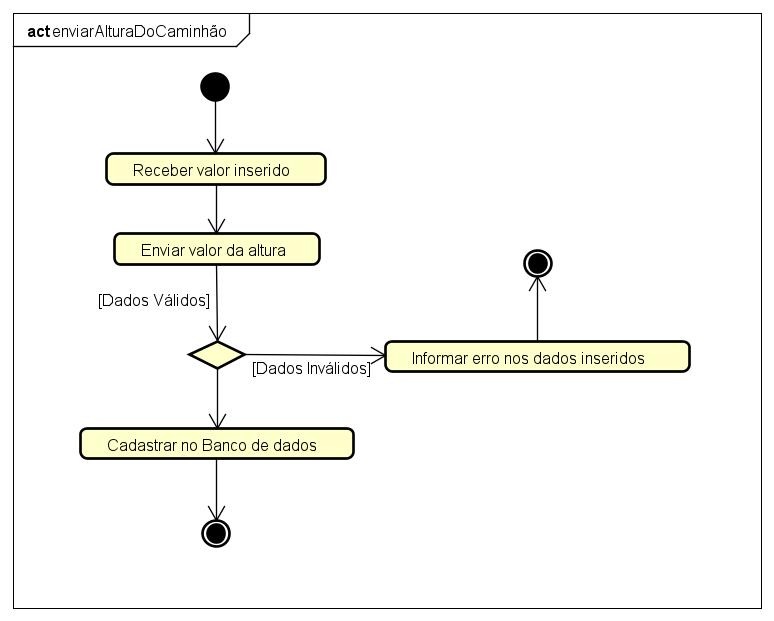 act enviarAlturaDoCaminhão
Receber valor inserido
Enviar valor da altura
[Dados Válidos]
[Dados Inválidos]
Informar erro nos dados inseridos
Cadastrar no Banco de dados